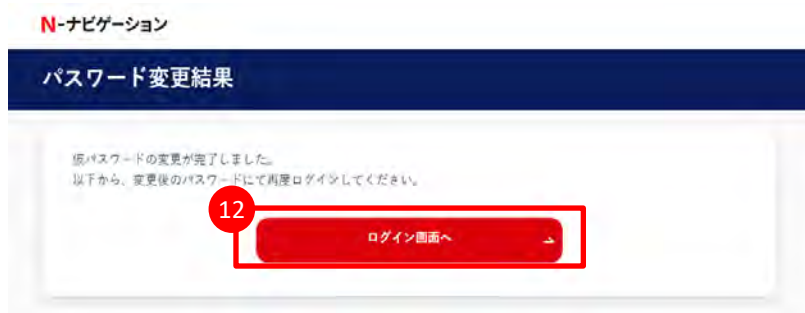 N-ナビゲーション
パスワード変更結果
仮パスワードの変更が完了しました。
以下から、変更後のパスワードにて再度ログインしてください。
12
ログイン画面へ